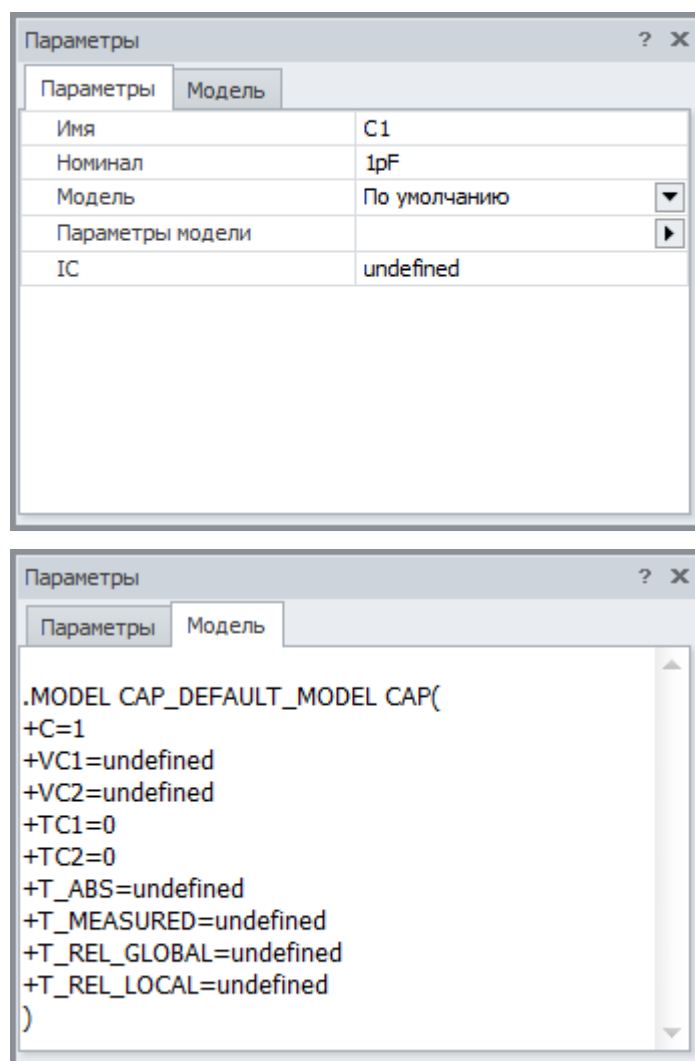 Параметры ? X
Параметры Модель
Имя C1
Номинал 1pF
Модель По умолчанию
Параметры модели
IC undefined
Параметры ? X
Параметры Модель
.MODEL CAP_DEFAULT_MODEL CAP(
+C=1
+VC1=undefined
+VC2=undefined
+TC1=0
+TC2=0
+T_ABS=undefined
+T_MEASURED=undefined
+T_REL_GLOBAL=undefined
+T_REL_LOCAL=undefined
)